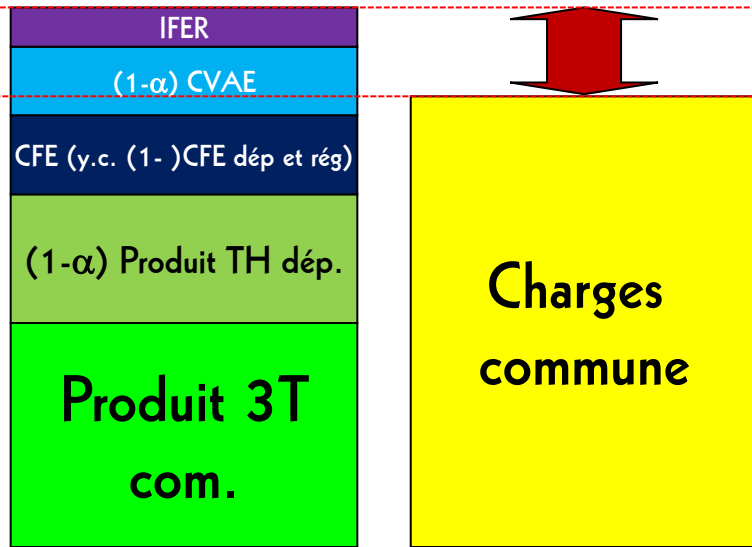 IFER
(1-α) CVAE
CFE (y.c. (1- )CFE dép et rég)
(1-α) Produit TH dép.
Produit 3T
com.
Charges
commune